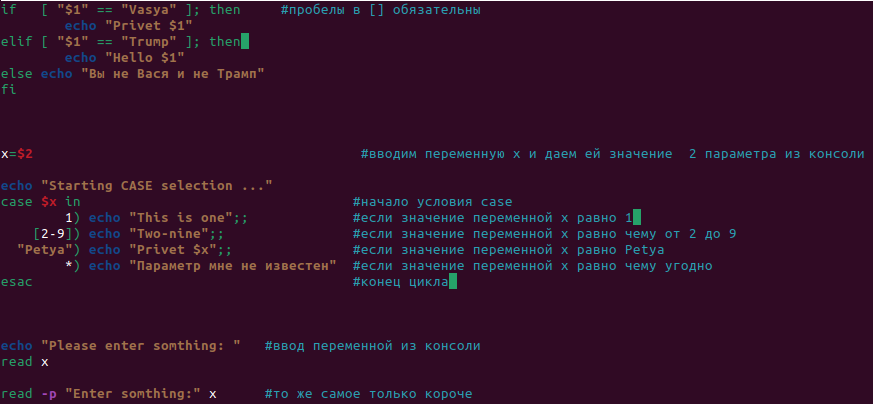 if   [ "$1" == "Vasya" ]; then     #пробелы в [] обязательны
        echo "Privet $1"
elif [ "$1" == "Trump" ]; then
        echo "Hello $1"
else echo "Вы не Вася и не Трамп"
fi
x=$2                                         #вводим переменную x и даем ей значение  2 параметра из консоли
echo "Starting CASE selection ..."
case $x in                                  #начало условия case
        1) echo "This is one";;             #если значение переменной x равно 1
    [2-9]) echo "Two-nine";;                #если значение переменной x равно чему от 2 до 9
  "Petya") echo "Privet $x";;               #если значение переменной x равно Petya
        *) echo "Параметр мне не известен"  #если значение переменной x равно чему угодно
esac                                        #конец цикла
echo "Please enter somthing: "   #ввод переменной из консоли
read x
read -p "Enter somthing:" x      #то же самое только короче